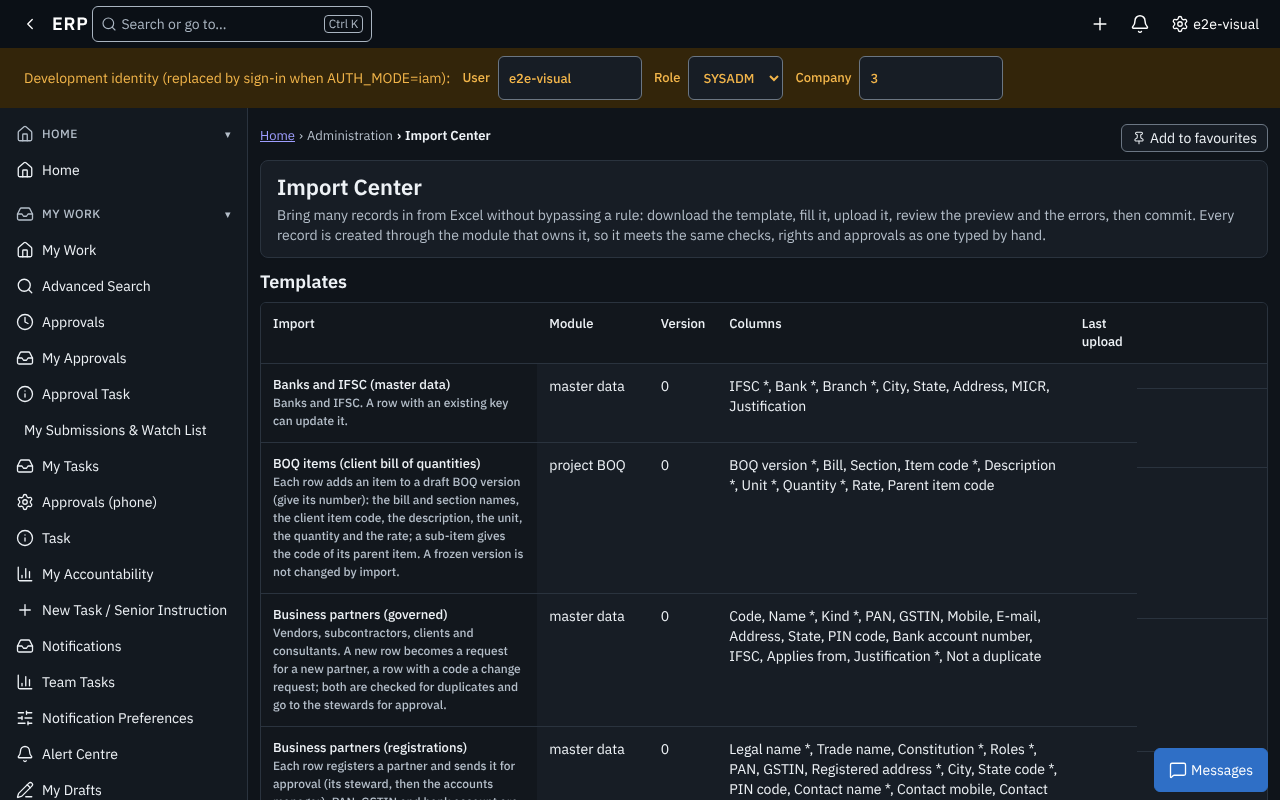 ERP
Search or go to...
Ctrl K
e2e-visual
Development identity (replaced by sign-in when AUTH_MODE=iam):
User
e2e-visual
Role
SYSADM
Company
3
HOME
Home
MY WORK
My Work
Advanced Search
Approvals
My Approvals
Approval Task
My Submissions & Watch List
My Tasks
Approvals (phone)
Task
My Accountability
New Task / Senior Instruction
Notifications
Team Tasks
Notification Preferences
Alert Centre
My Drafts
Home › Administration › Import Center
Add to favourites
Import Center
Bring many records in from Excel without bypassing a rule: download the template, fill it, upload it, review the preview and the errors, then commit. Every
record is created through the module that owns it, so it meets the same checks, rights and approvals as one typed by hand.
Templates
Import
Module
Version
Columns
Last
upload
Banks and IFSC (master data)
Banks and IFSC. A row with an existing key
can update it.
master data
0
IFSC *, Bank *, Branch *, City, State, Address, MICR,
Justification
BOQ items (client bill of quantities)
Each row adds an item to a draft BOQ version
(give its number): the bill and section names,
the client item code, the description, the unit,
the quantity and the rate; a sub-item gives
the code of its parent item. A frozen version is
not changed by import.
project BOQ
0
BOQ version *, Bill, Section, Item code *, Description
*, Unit *, Quantity *, Rate, Parent item code
Business partners (governed)
Vendors, subcontractors, clients and
consultants. A new row becomes a request
for a new partner, a row with a code a change
request; both are checked for duplicates and
go to the stewards for approval.
master data
0
Code, Name *, Kind *, PAN, GSTIN, Mobile, E-mail,
Address, State, PIN code, Bank account number,
IFSC, Applies from, Justification *, Not a duplicate
Business partners (registrations)
Each row registers a partner and sends it for
approval (its steward, then the accounts
master data
0
Legal name *, Trade name, Constitution *, Roles *,
PAN, GSTIN, Registered address *, City, State code *,
PIN code, Contact name *, Contact mobile, Contact
Messages